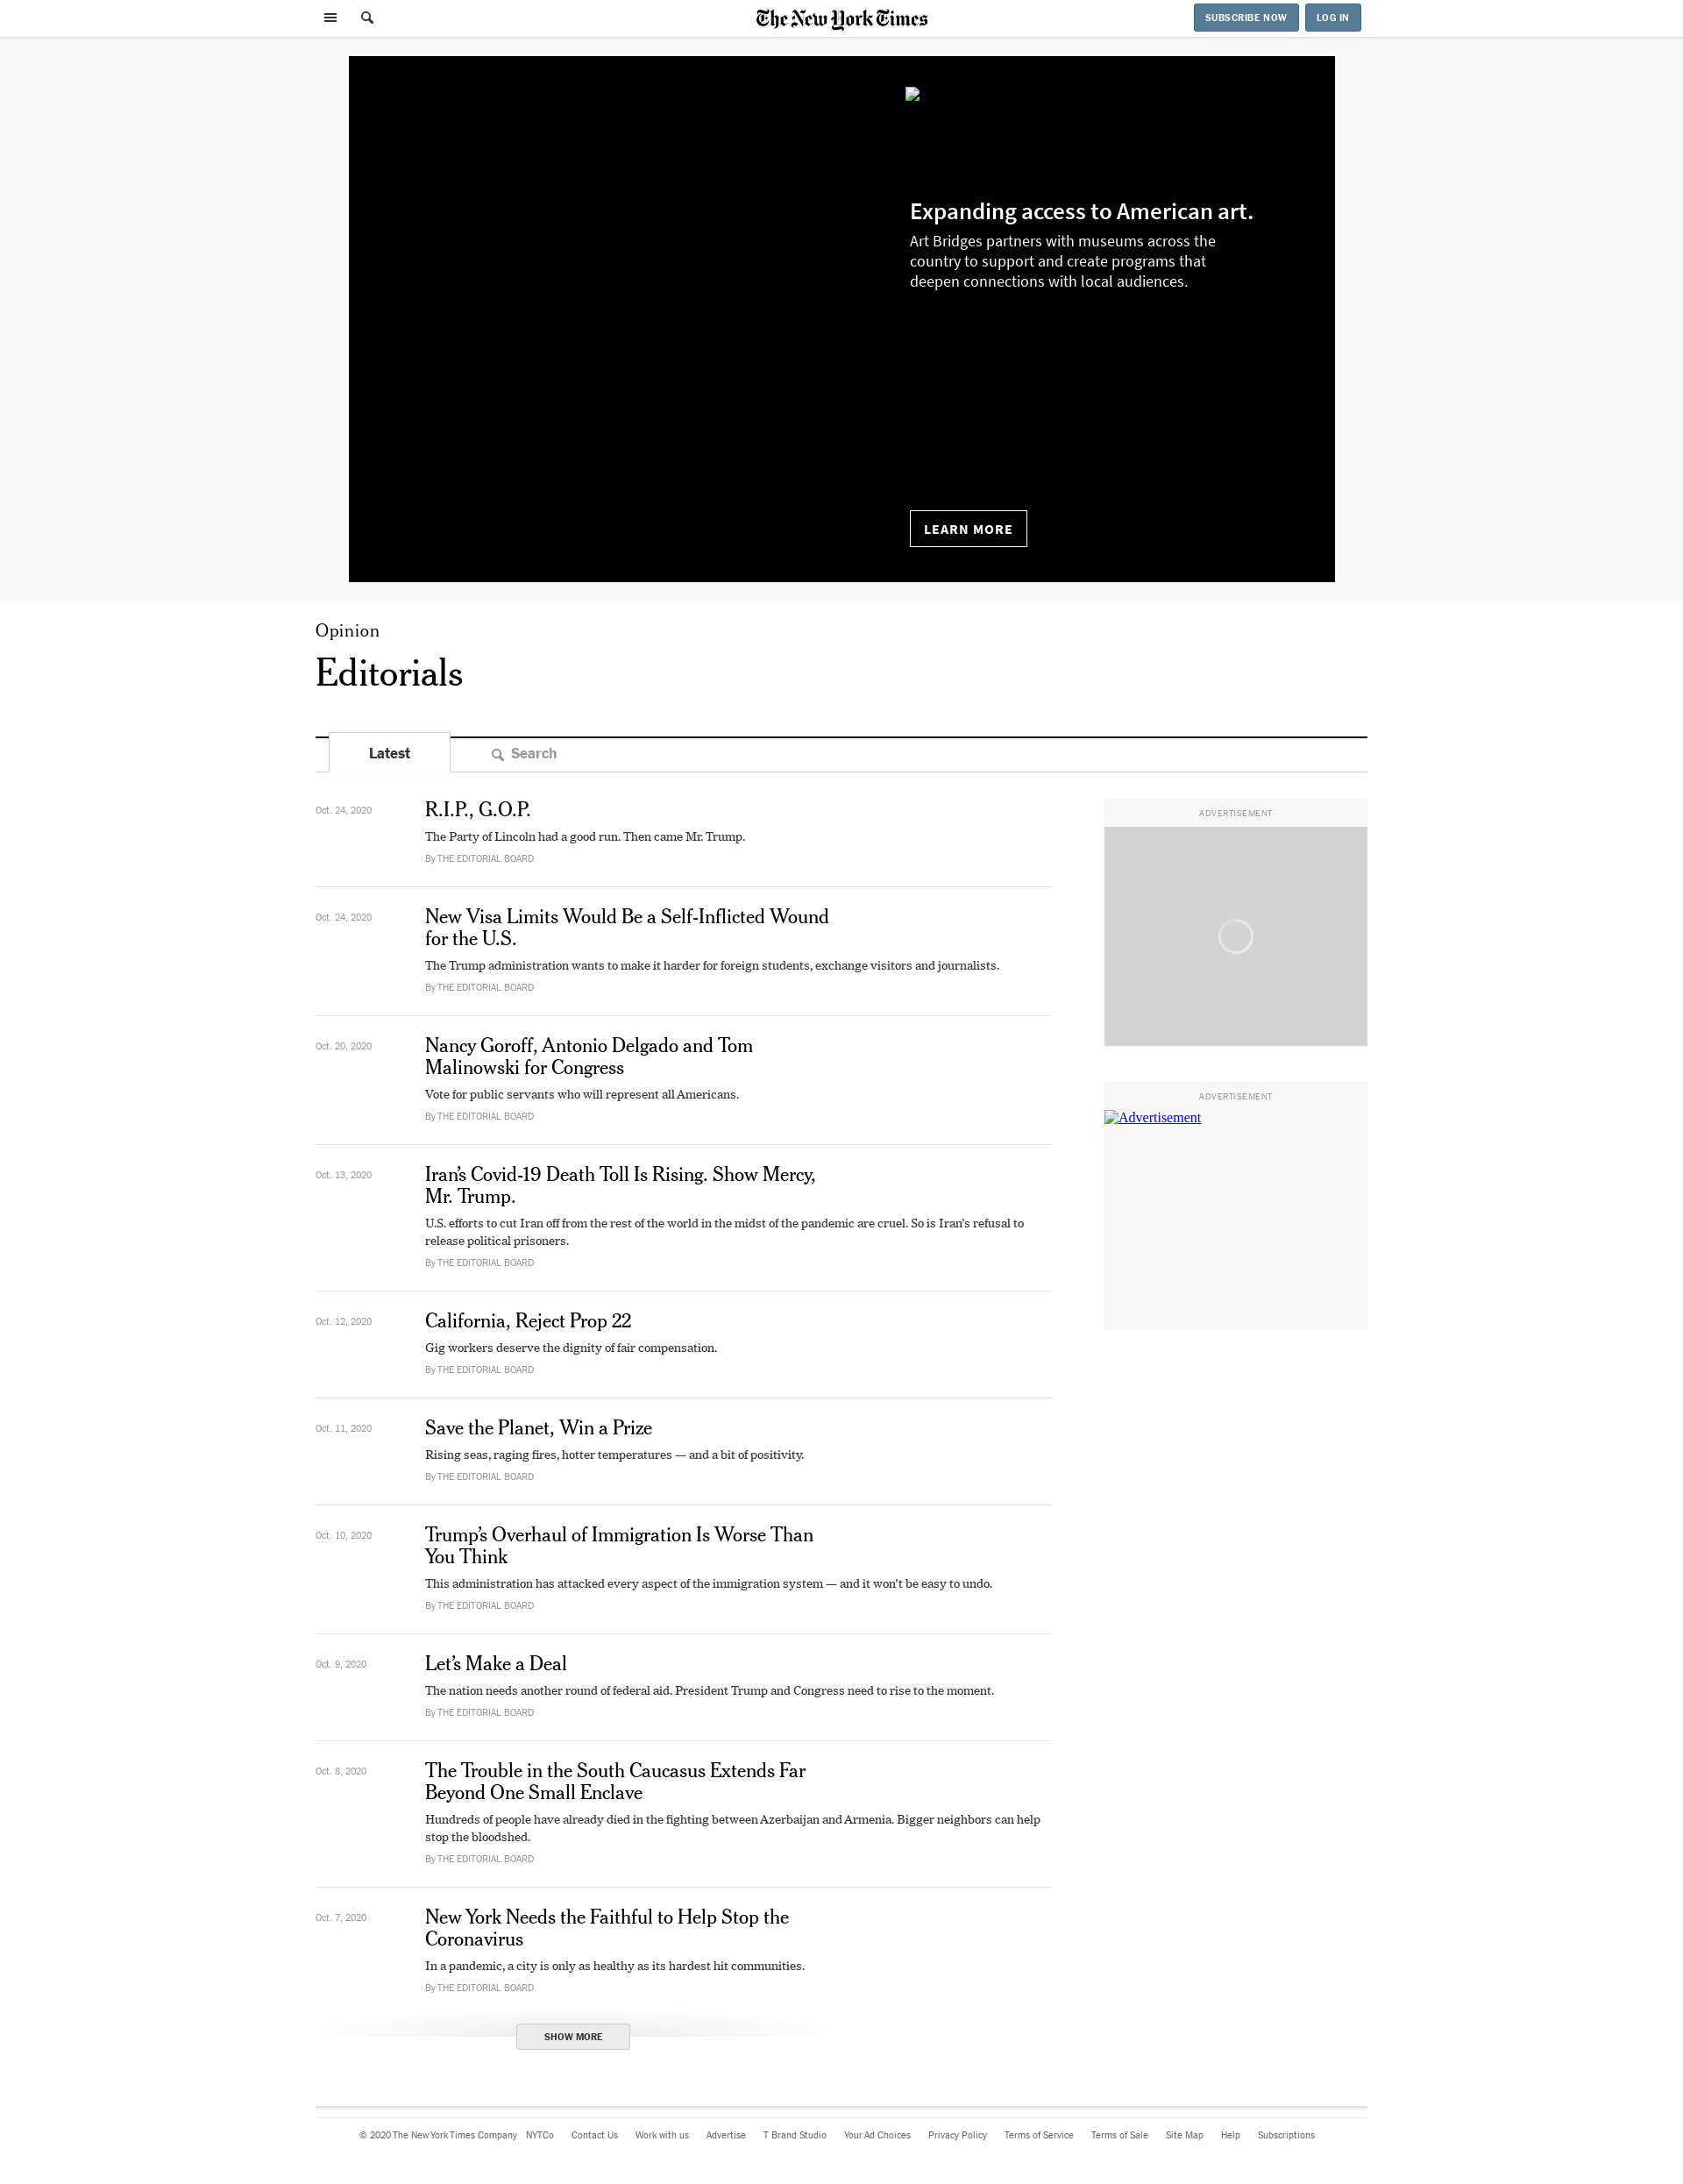 The New York Times
SUBSCRIBE NOW
LOG IN
Expanding access to American art.
Art Bridges partners with museums across the
country to support and create programs that
deepen connections with local audiences.
LEARN MORE
Opinion
Editorials
Latest
Search
Oct. 24, 2020
R.I.P., G.O.P.
The Party of Lincoln had a good run. Then came Mr. Trump.
By THE EDITORIAL BOARD
Oct. 24, 2020
New Visa Limits Would Be a Self-Inflicted Wound
for the U.S.
The Trump administration wants to make it harder for foreign students, exchange visitors and journalists.
By THE EDITORIAL BOARD
Oct. 20, 2020
Nancy Goroff, Antonio Delgado and Tom
Malinowski for Congress
Vote for public servants who will represent all Americans.
By THE EDITORIAL BOARD
Oct. 13, 2020
Iran’s Covid-19 Death Toll Is Rising. Show Mercy,
Mr. Trump.
U.S. efforts to cut Iran off from the rest of the world in the midst of the pandemic are cruel. So is Iran’s refusal to
release political prisoners.
By THE EDITORIAL BOARD
Oct. 12, 2020
California, Reject Prop 22
Gig workers deserve the dignity of fair compensation.
By THE EDITORIAL BOARD
Oct. 11, 2020
Save the Planet, Win a Prize
Rising seas, raging fires, hotter temperatures — and a bit of positivity.
By THE EDITORIAL BOARD
Oct. 10, 2020
Trump’s Overhaul of Immigration Is Worse Than
You Think
This administration has attacked every aspect of the immigration system — and it won’t be easy to undo.
By THE EDITORIAL BOARD
Oct. 9, 2020
Let’s Make a Deal
The nation needs another round of federal aid. President Trump and Congress need to rise to the moment.
By THE EDITORIAL BOARD
Oct. 8, 2020
The Trouble in the South Caucasus Extends Far
Beyond One Small Enclave
Hundreds of people have already died in the fighting between Azerbaijan and Armenia. Bigger neighbors can help
stop the bloodshed.
By THE EDITORIAL BOARD
Oct. 7, 2020
New York Needs the Faithful to Help Stop the
Coronavirus
In a pandemic, a city is only as healthy as its hardest hit communities.
By THE EDITORIAL BOARD
SHOW MORE
ADVERTISEMENT
ADVERTISEMENT
Advertisement
© 2020 The New York Times Company NYTCo Contact Us Work with us Advertise T Brand Studio Your Ad Choices Privacy Policy Terms of Service Terms of Sale Site Map Help Subscriptions